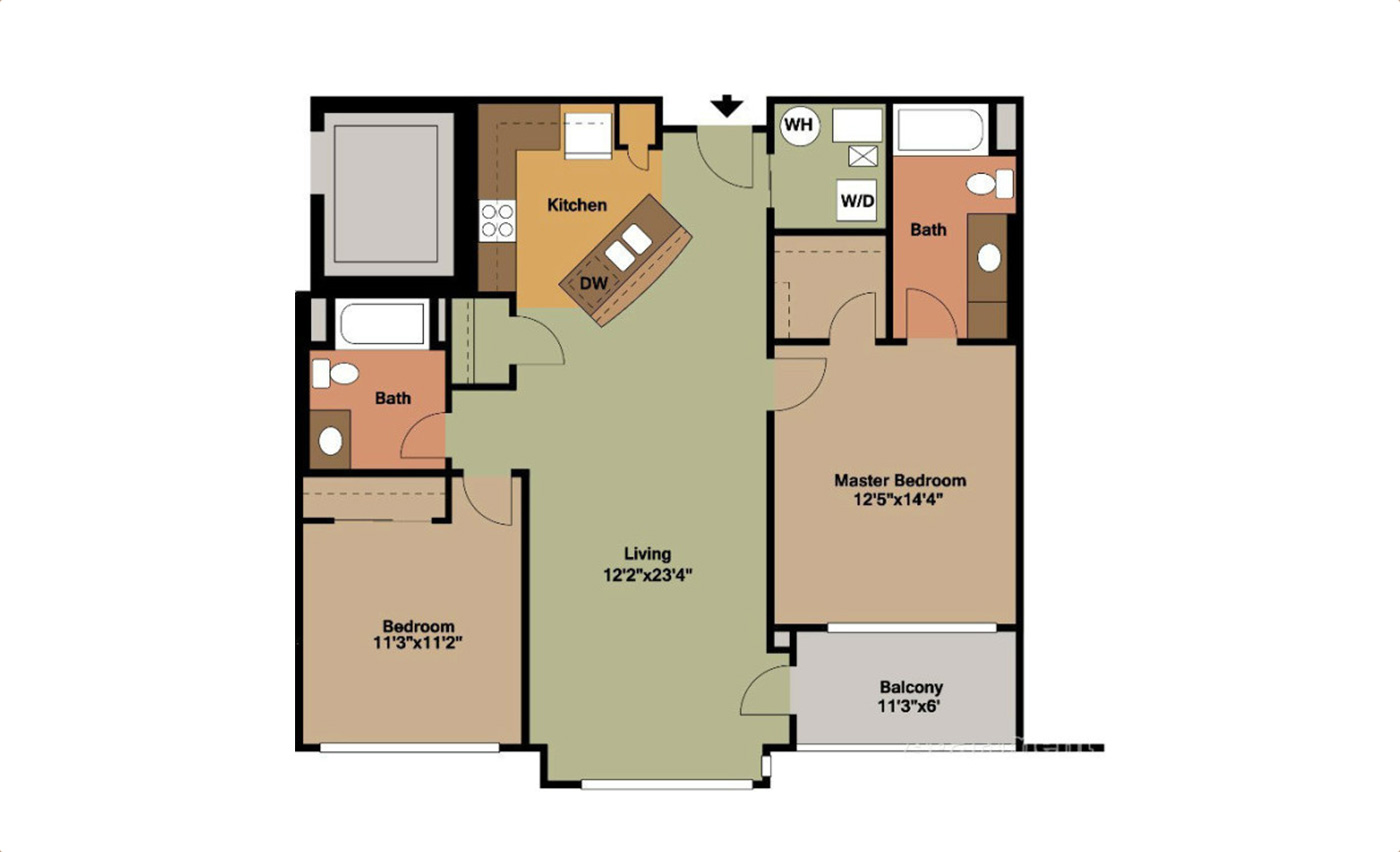 WH
W/D
Kitchen
DW
Bath
Bath
Master Bedroom
12'5"x14'4"
Living
12'2"x23'4"
Bedroom
11'3"x11'2"
Balcony
11'3"x6'